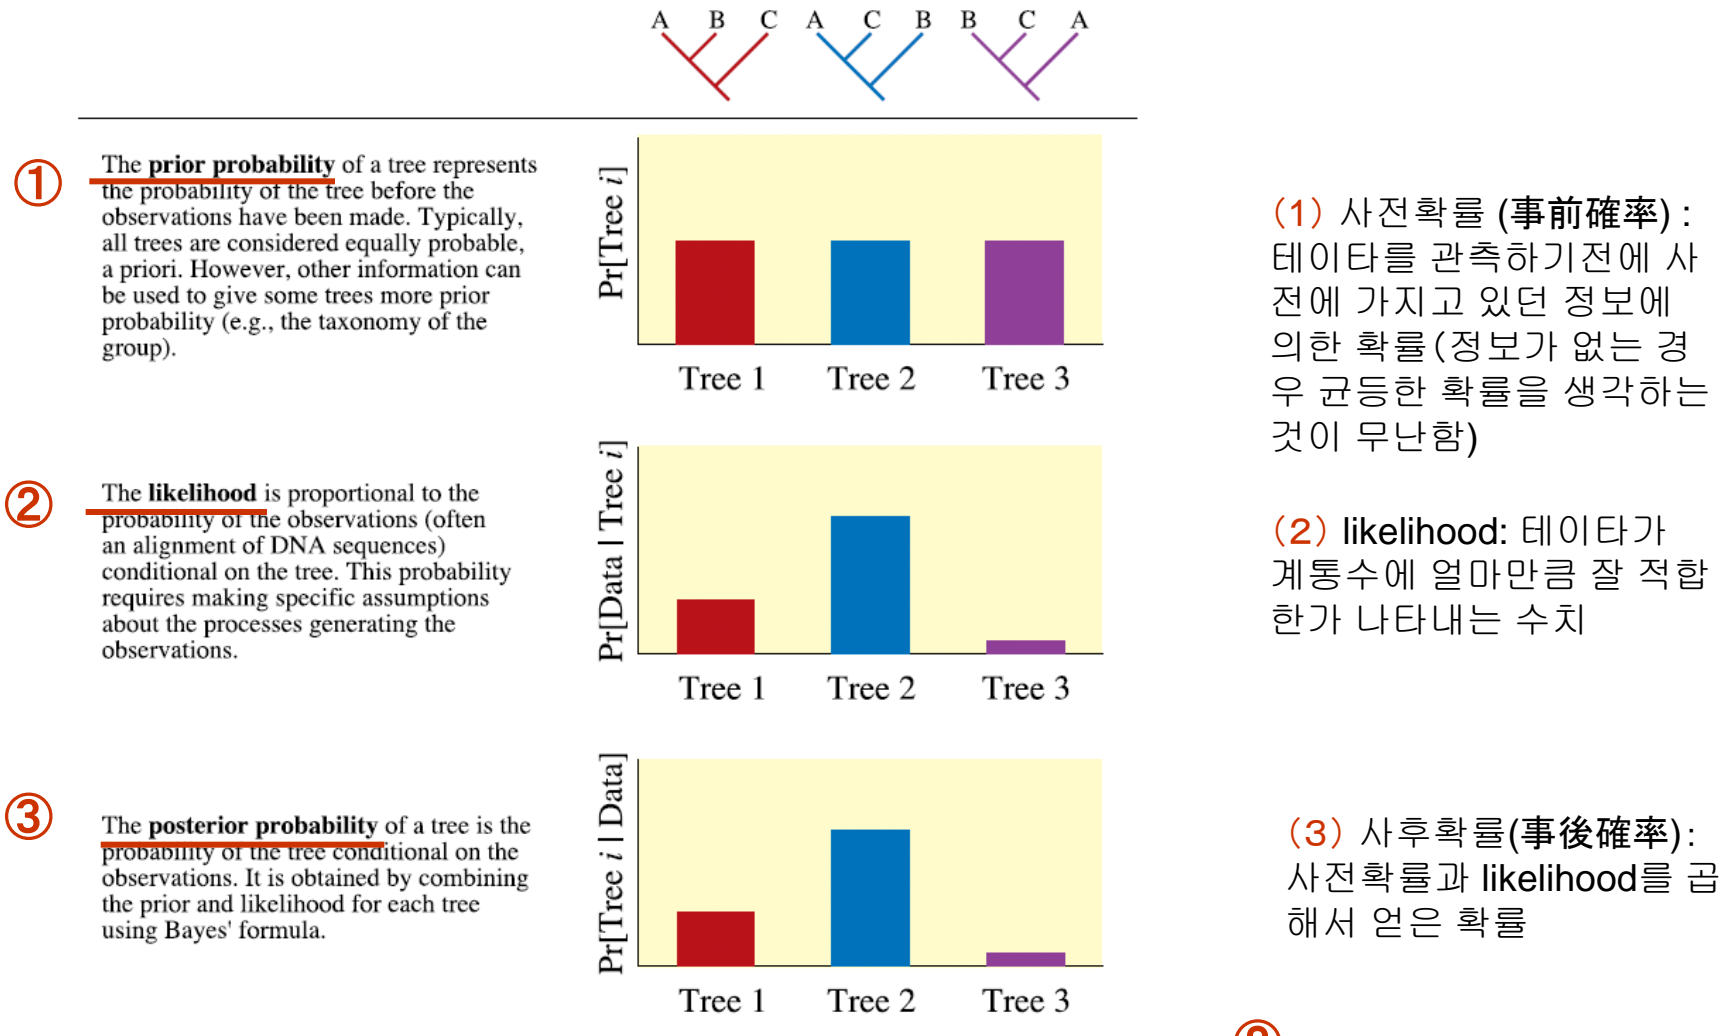 A B C A C B B C A
①
The prior probability of a tree represents
the probability of the tree before the
observations have been made. Typically,
all trees are considered equally probable,
a priori. However, other information can
be used to give some trees more prior
probability (e.g., the taxonomy of the
group).
Pr[Tree i]
Tree 1 Tree 2 Tree 3
(1) 사전확률 (事前確率) :
테이타를 관측하기전에 사
전에 가지고 있던 정보에
의한 확률(정보가 없는 경
우 균등한 확률을 생각하는
것이 무난함)
②
The likelihood is proportional to the
probability of the observations (often
an alignment of DNA sequences)
conditional on the tree. This probability
requires making specific assumptions
about the processes generating the
observations.
Pr[Data | Tree i]
Tree 1 Tree 2 Tree 3
(2) likelihood: 테이타가
계통수에 얼마만큼 잘 적합
한가 나타내는 수치
③
The posterior probability of a tree is the
probability of the tree conditional on the
observations. It is obtained by combining
the prior and likelihood for each tree
using Bayes' formula.
Pr[Tree i | Data]
Tree 1 Tree 2 Tree 3
(3) 사후확률(事後確率):
사전확률과 likelihood를 곱
해서 얻은 확률